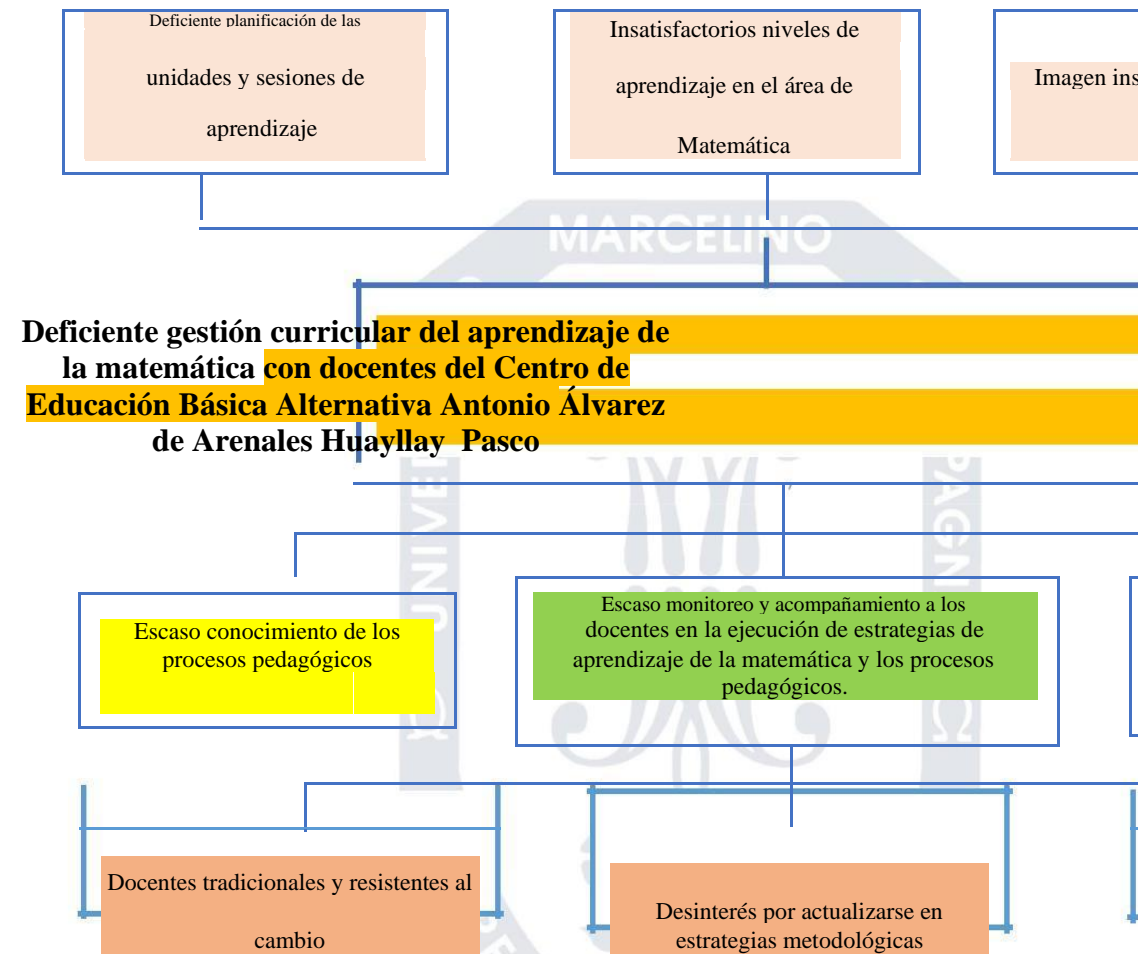 Deficiente planificación de las
unidades y sesiones de
aprendizaje
Insatisfactorios niveles de
aprendizaje en el área de
Matemática
Imagen ins
MARCELINO
Deficiente gestión curricular del aprendizaje de
la matemática con docentes del Centro de
Educación Básica Alternativa Antonio Álvarez
de Arenales Huayllay Pasco
UNIVE
PAGN
Escaso conocimiento de los
procesos pedagógicos
Escaso monitoreo y acompañamiento a los
docentes en la ejecución de estrategias de
aprendizaje de la matemática y los procesos
pedagógicos.
Docentes tradicionales y resistentes al
cambio
Desinterés por actualizarse en
estrategias metodológicas